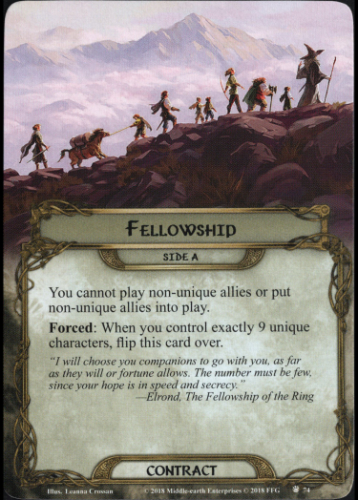 FELLOWSHIP
SIDE A
You cannot play non-unique allies or put
non-unique allies into play.
Forced: When you control exactly 9 unique
characters, flip this card over.
"I will choose you companions to go with you, as far
as they will or fortune allows. The number must be few,
since your hope is in speed and secrecy."
—Elrond, The Fellowship of the Ring
CONTRACT
Illus. Leanna Crossan
© 2018 Middle-earth Enterprises © 2018 FFG
74